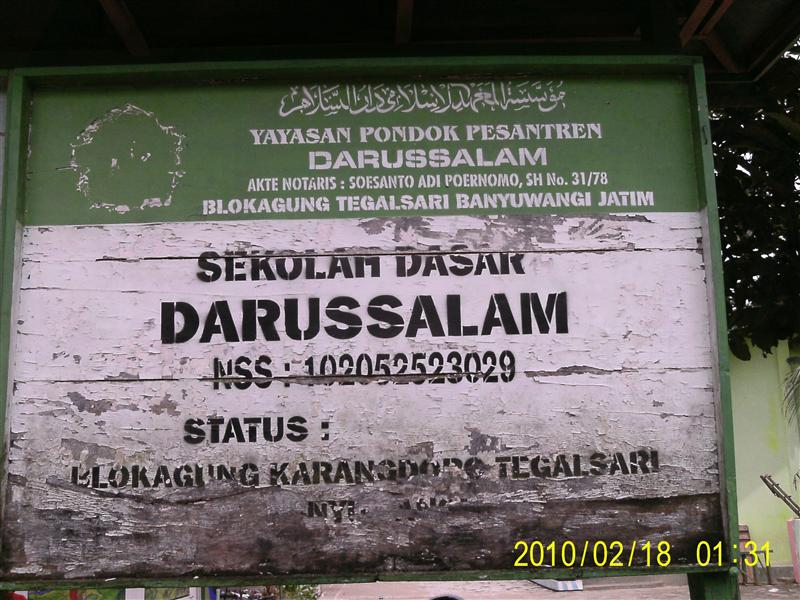 مؤسسة المعهد الاسلامي دار السلام
YAYASAN PONDOK PESANTREN
DARUSSALAM
AKTE NOTARIS : SOESANTO ADI POERNOMO, SH No. 31/78
BLOKAGUNG TEGALSARI BANYUWANGI JATIM
SEKOLAH DASAR
DARUSSALAM
NSS : 102052523029
STATUS :
BLOKAGUNG KARANGDORO TEGALSARI
2010/02/18 01:31